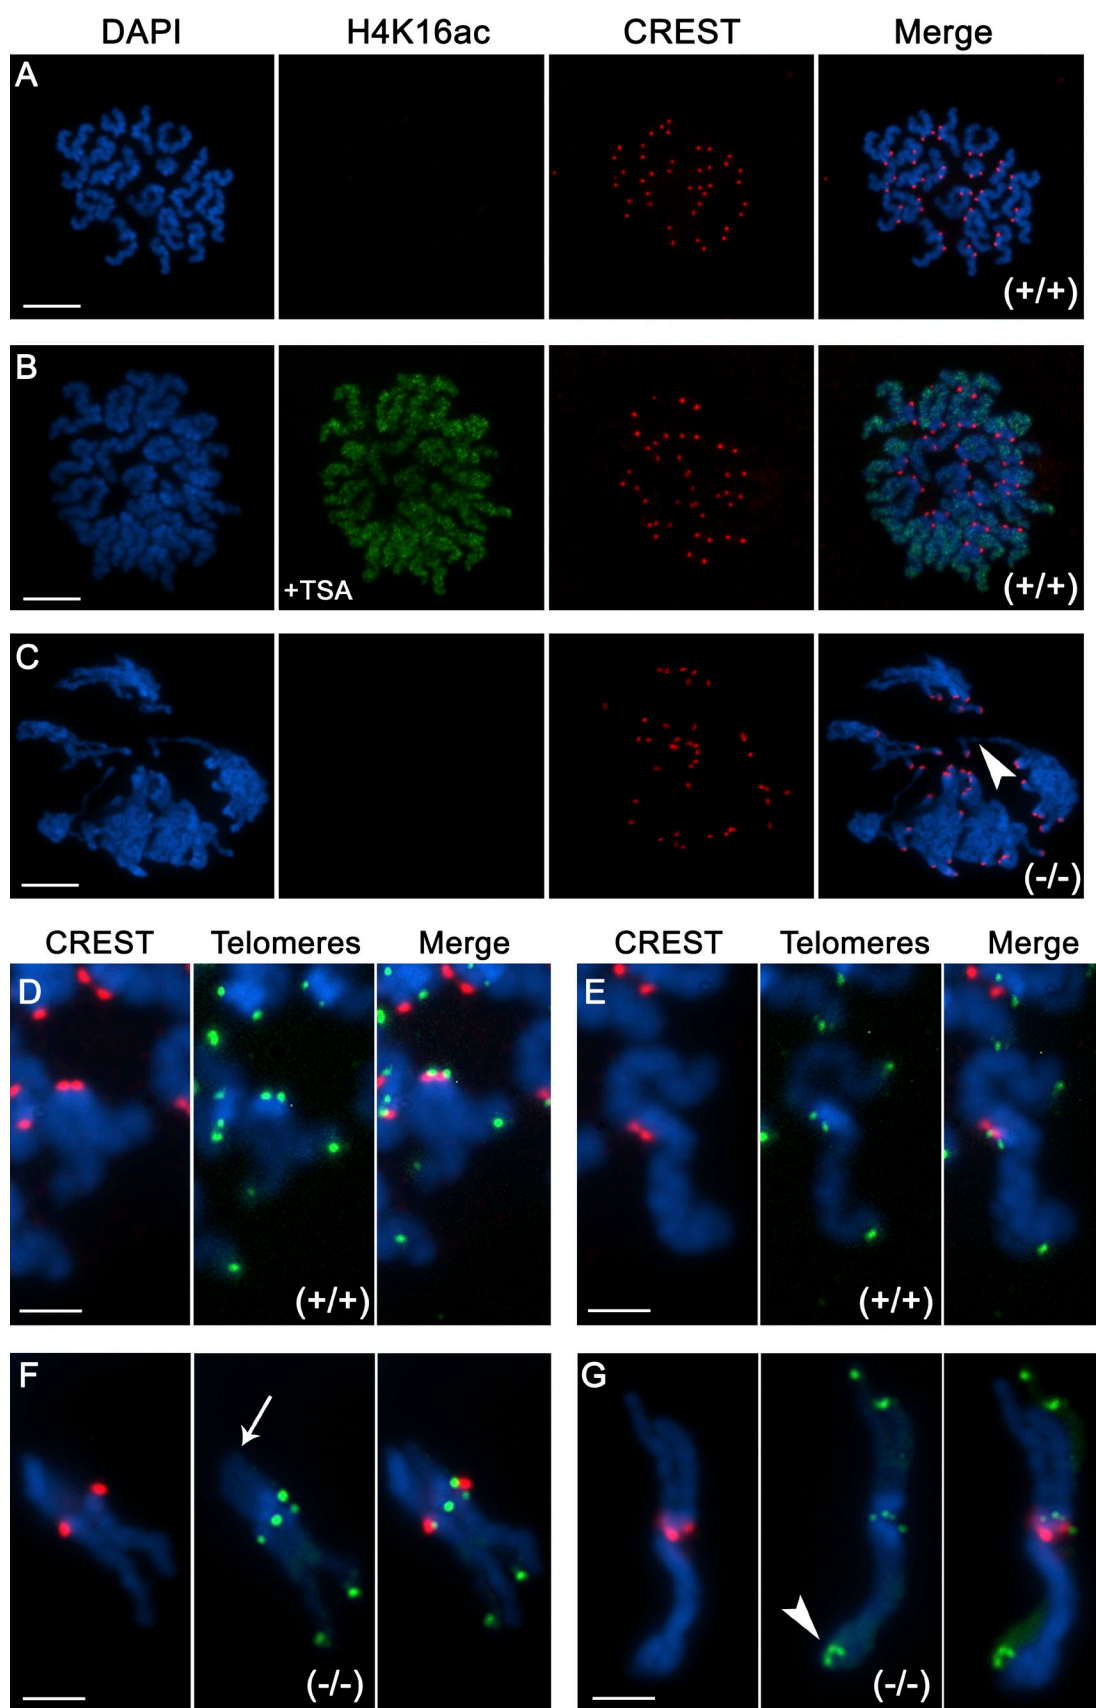 DAPI H4K16ac CREST Merge
A
(+/+)
B
+TSA
(+/+)
C
(-/-)
CREST Telomeres Merge CREST Telomeres Merge
D E
(+/+) (+/+)
F G
(-/-) (-/-)